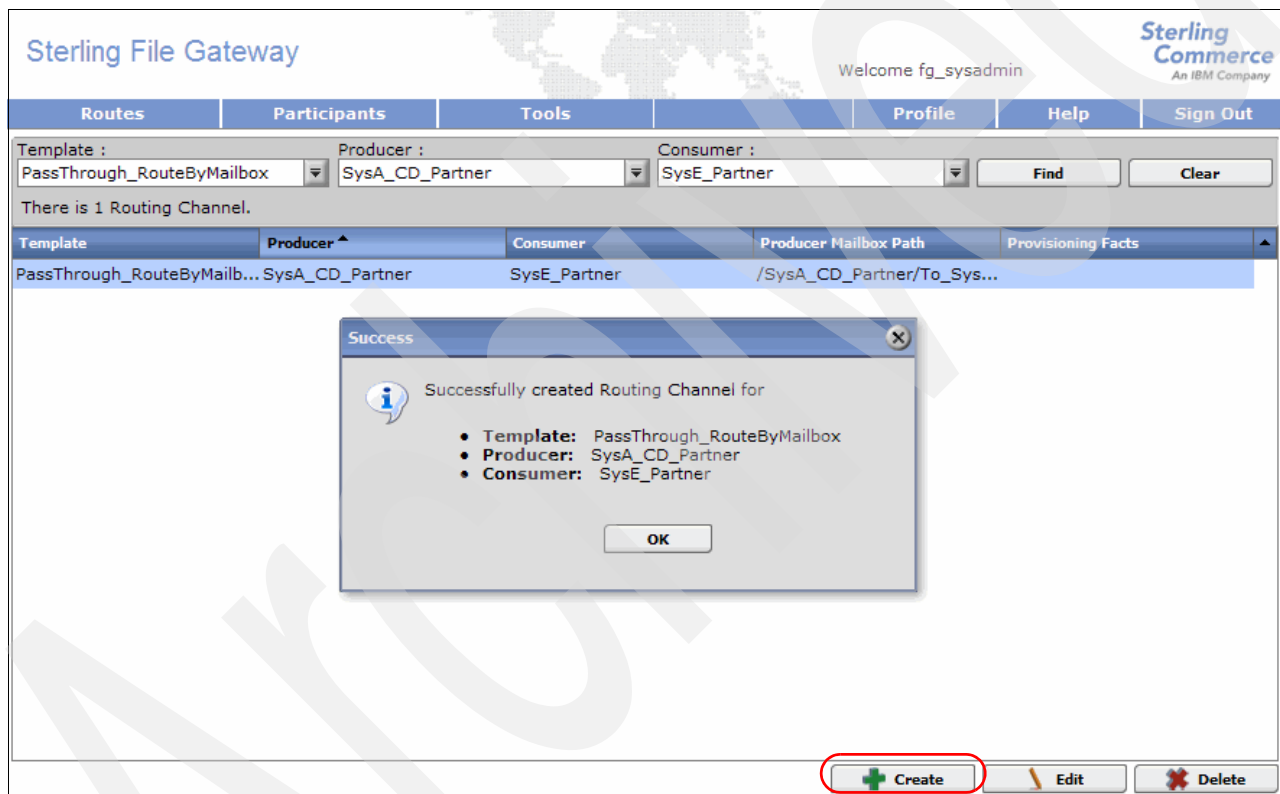 Sterling File Gateway
Welcome fg_sysadmin
Sterling
Commerce
An IBM Company
Routes Participants Tools Profile Help Sign Out
Template : Producer : Consumer :
PassThrough_RouteByMailbox SysA_CD_Partner SysE_Partner Find Clear
There is 1 Routing Channel.
Template Producer Consumer Producer Mailbox Path Provisioning Facts
PassThrough_RouteByMailb... SysA_CD_Partner SysE_Partner /SysA_CD_Partner/To_Sys...
Success
Successfully created Routing Channel for
• Template: PassThrough_RouteByMailbox
• Producer: SysA_CD_Partner
• Consumer: SysE_Partner
OK
Create Edit Delete